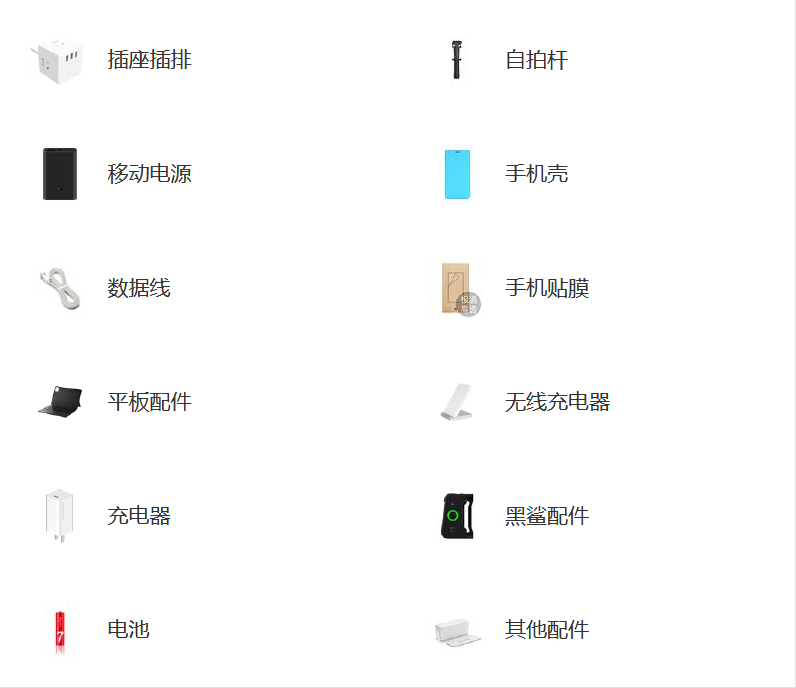 插座插排
自拍杆
移动电源
手机壳
数据线
手机贴膜
平板配件
无线充电器
充电器
黑鲨配件
电池
7
其他配件